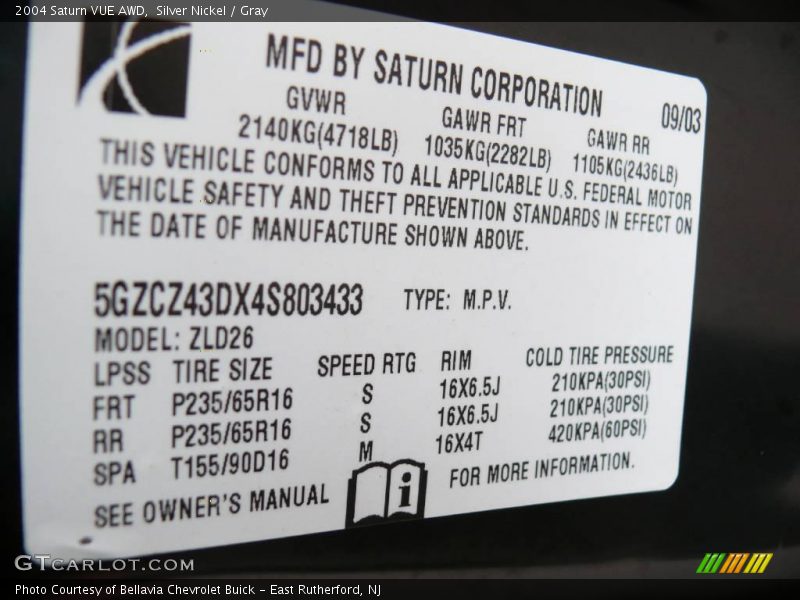 2004 Saturn VUE AWD,  Silver Nickel / Gray
MFD BY SATURN CORPORATION 09/03
GVWR GAWR FRT GAWR RR
2140KG(4718LB) 1035KG(2282LB) 1105KG(2436LB)
THIS VEHICLE CONFORMS TO ALL APPLICABLE U.S. FEDERAL MOTOR
VEHICLE SAFETY AND THEFT PREVENTION STANDARDS IN EFFECT ON
THE DATE OF MANUFACTURE SHOWN ABOVE.
5GZCZ43DX4S803433 TYPE: M.P.V.
MODEL: ZLD26
LPSS TIRE SIZE SPEED RTG RIM COLD TIRE PRESSURE
FRT P235/65R16 S 16X6.5J 210KPA(30PSI)
RR P235/65R16 S 16X6.5J 210KPA(30PSI)
SPA T155/90D16 M 16X4T 420KPA(60PSI)
SEE OWNER'S MANUAL i FOR MORE INFORMATION.
GTCARLOT.COM
Photo Courtesy of Bellavia Chevrolet Buick - East Rutherford, NJ